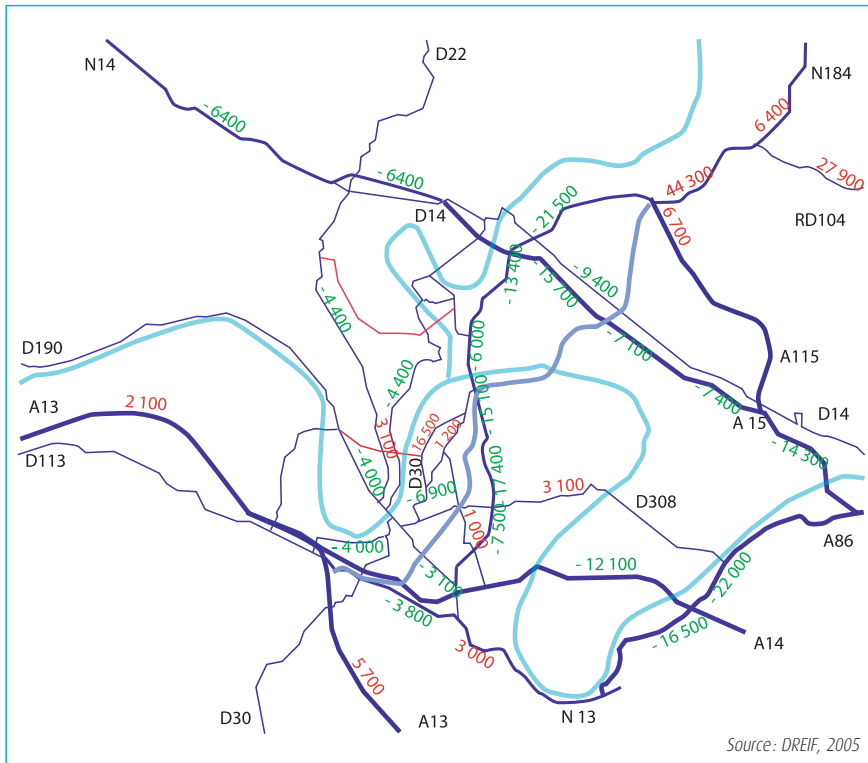 N14
D22
N184
- 6400
6 400
27 900
- 6400
44 300
D14
- 21 500
6 700
RD104
- 13 400
- 15 700
- 9 400
- 4 400
- 6 000
- 7 100
D190
A115
- 4 400
- 7 400
A13
2 100
- 15 100
A 15
D14
3 100
16 500
1 200
D113
- 4 000
D30
- 17 400
- 14 300
- 6 900
3 100
D308
1 000
- 7 500
A86
- 4 000
- 3 100
- 12 100
- 22 000
- 3 800
- 16 500
A14
3 000
5 700
D30
A13
N 13
Source : DREIF, 2005